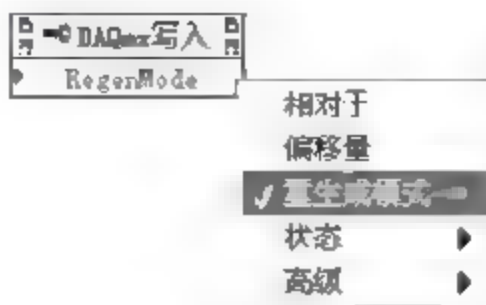 DAQmx写入
RegenMode
相对于
偏移量
重生成模式
状态
高级